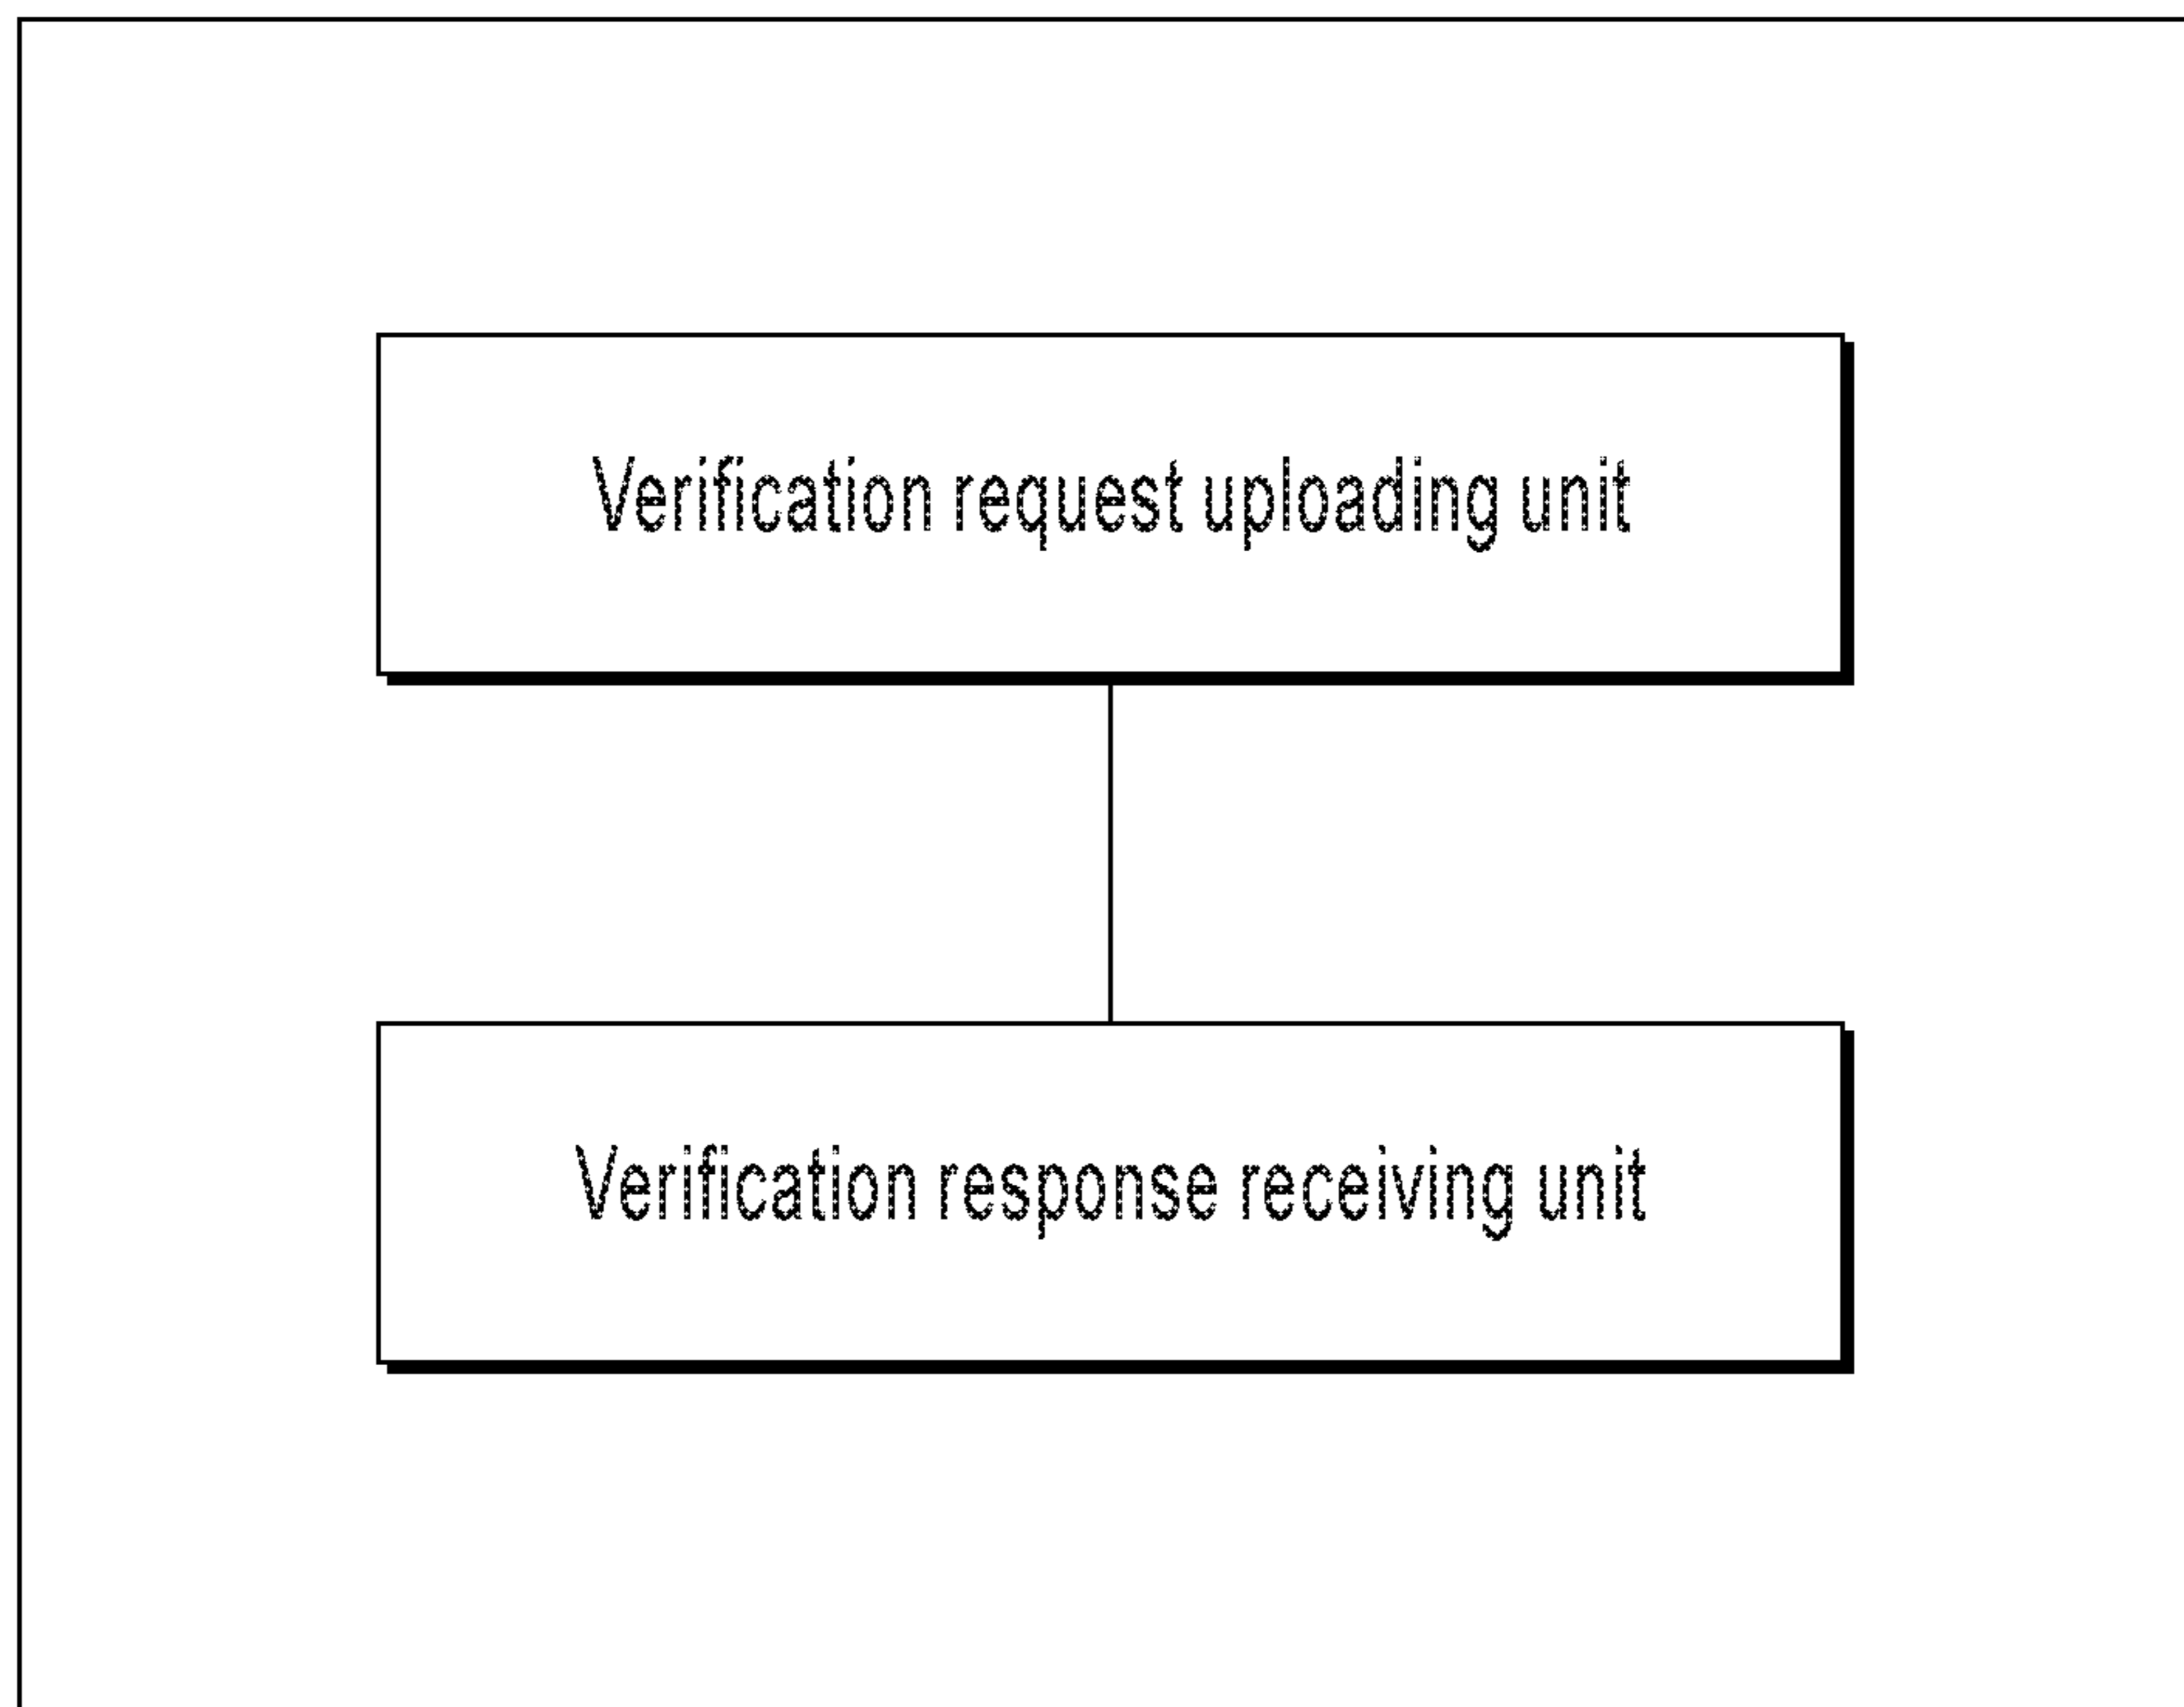 Verification request uploading unit
Verification response receiving unit